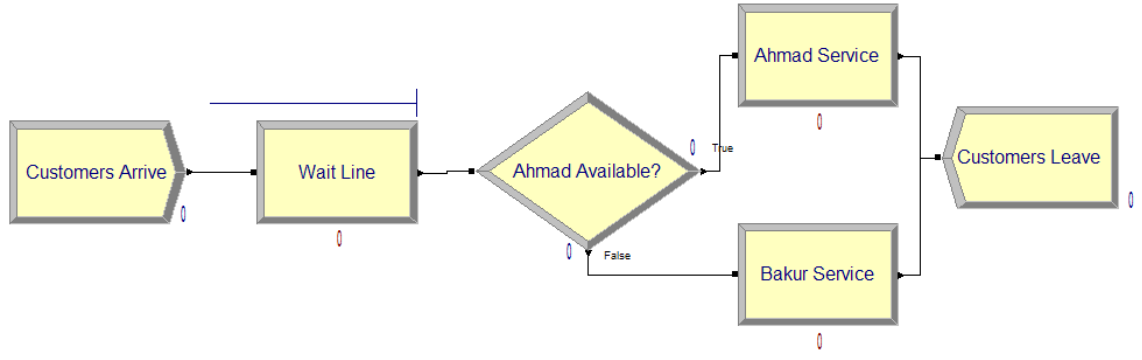 Customers Arrive
0
Wait Line
0
Ahmad Available?
0
True
0
False
Ahmad Service
0
Bakur Service
0
Customers Leave
0